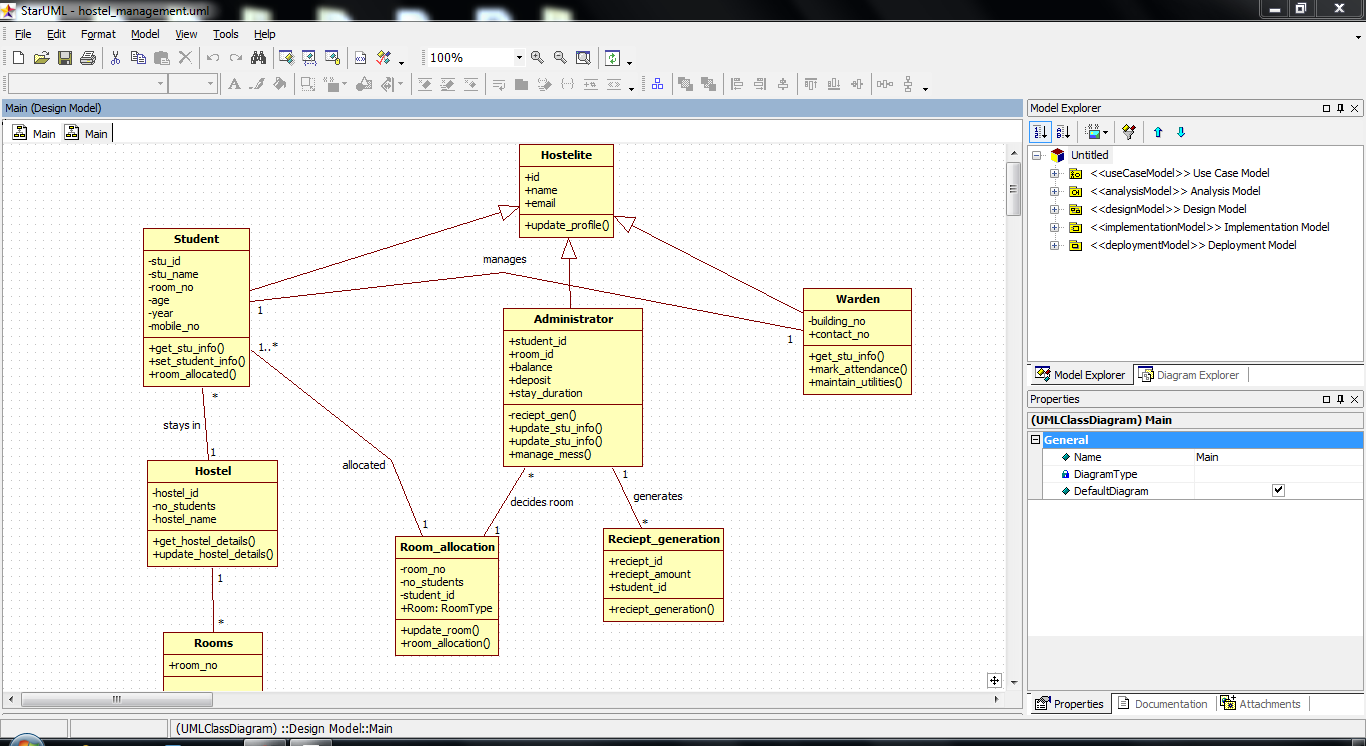 StarUML - hostel_management.uml
File Edit Format Model View Tools Help
100%
Main (Design Model)
Main Main
Hostelite
+id
+name
+email
+update_profile()
Student
-stu_id
-stu_name
-room_no
-age
-year
-mobile_no
+get_stu_info()
+set_student_info()
+room_allocated()
manages
1
1
1..*
Administrator
+student_id
+room_id
+balance
+deposit
+stay_duration
-reciept_gen()
+update_stu_info()
+update_stu_info()
+manage_mess()
Warden
-building_no
+contact_no
+get_stu_info()
+mark_attendance()
+maintain_utilities()
*
stays in
1
Hostel
-hostel_id
-no_students
-hostel_name
+get_hostel_details()
+update_hostel_details()
allocated
1
*
decides room
1
1
generates
*
Room_allocation
-room_no
-no_students
-student_id
+Room: RoomType
+update_room()
+room_allocation()
Reciept_generation
+reciept_id
+reciept_amount
+student_id
+reciept_generation()
1
*
Rooms
+room_no
Model Explorer
Untitled
<<useCaseModel>> Use Case Model
<<analysisModel>> Analysis Model
<<designModel>> Design Model
<<implementationModel>> Implementation Model
<<deploymentModel>> Deployment Model
Model Explorer Diagram Explorer
Properties
(UMLClassDiagram) Main
General
Name Main
DiagramType
DefaultDiagram
Properties Documentation Attachments
(UMLClassDiagram) ::Design Model::Main